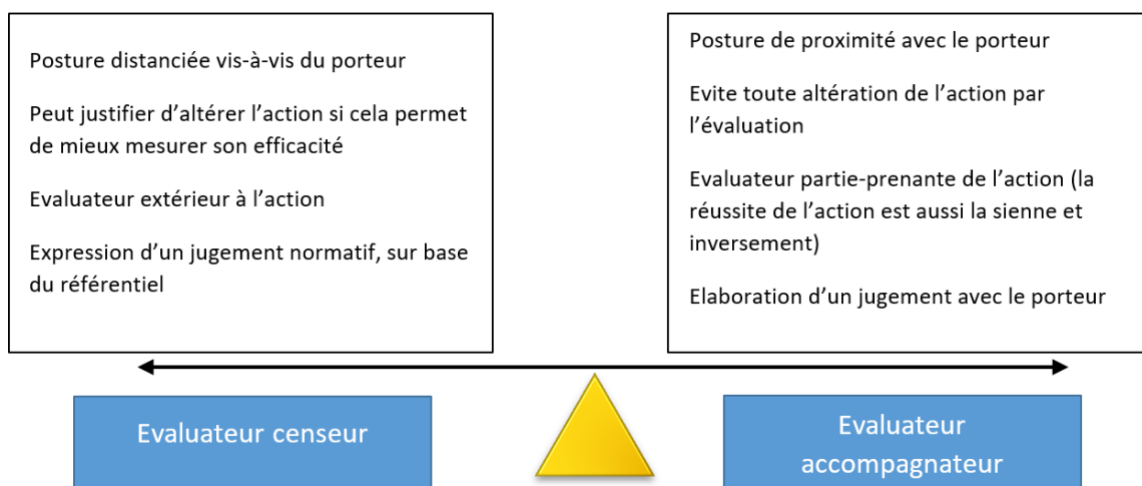 Posture distanciée vis-à-vis du porteur
Peut justifier d’altérer l’action si cela permet
de mieux mesurer son efficacité
Evaluateur extérieur à l’action
Expression d’un jugement normatif, sur base
du référentiel
Posture de proximité avec le porteur
Evite toute altération de l’action par
l’évaluation
Evaluateur partie-prenante de l’action (la
réussite de l’action est aussi la sienne et
inversement)
Elaboration d’un jugement avec le porteur
Evaluateur censeur
Evaluateur
accompagnateur